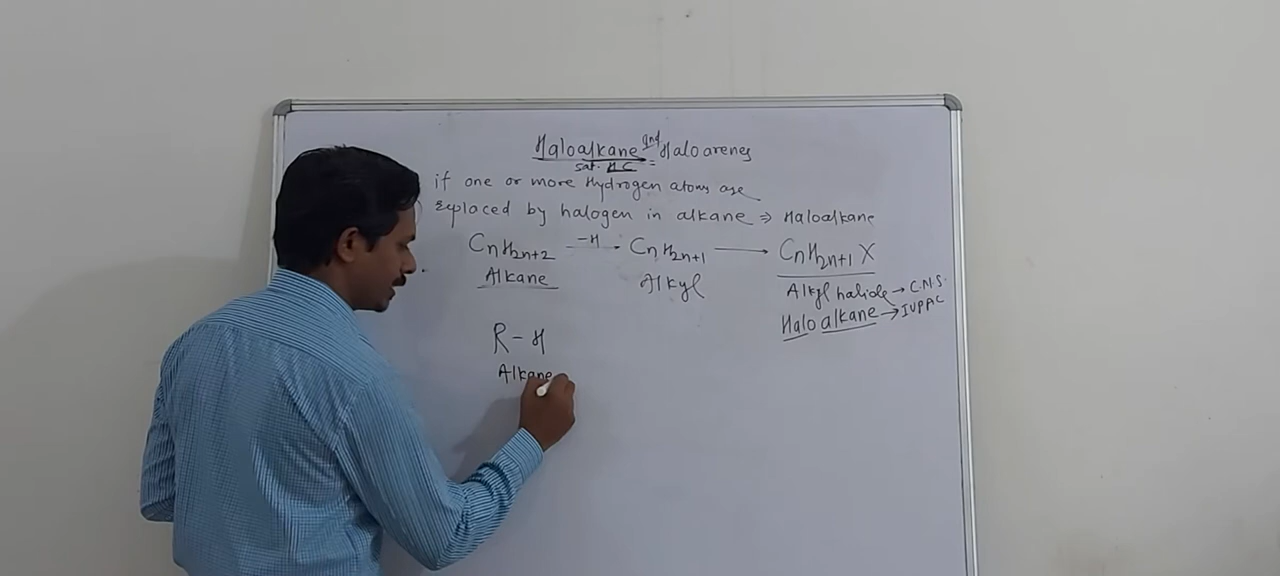 Haloalkane and Haloarenes
sat. H C
if one or more Hydrogen atoms are
replaced by halogen in alkane ⇒ Haloalkane
CnH2n+2 -H → CnH2n+1 → CnH2n+1 X
Alkane Alkyl Alkyl halide → C.N.S.
Haloalkane → IUPAC
R - H
Alkane